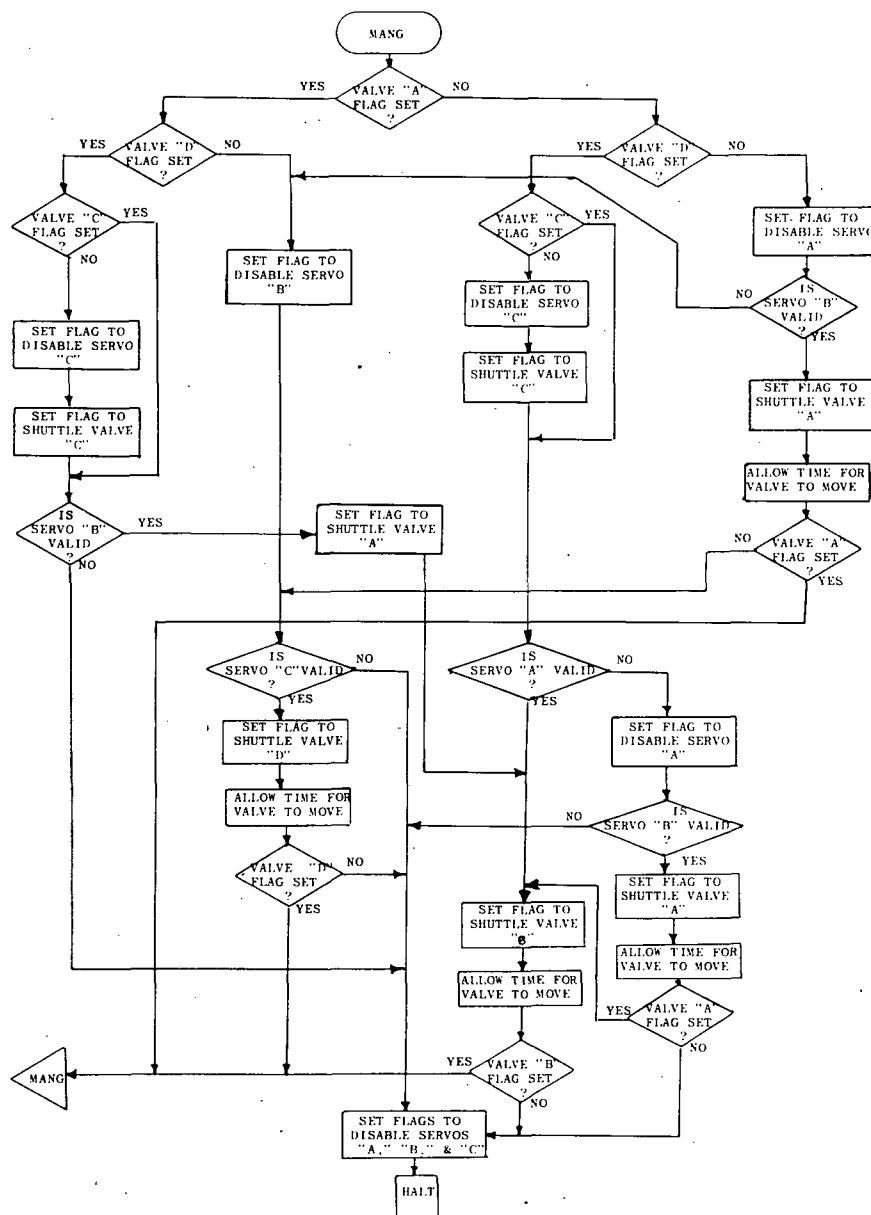 MANG
VALVE "A"
FLAG SET
?
YES
NO
VALVE "D"
FLAG SET
?
YES
NO
VALVE "D"
FLAG SET
?
YES
NO
VALVE "C"
FLAG SET
?
YES
NO
VALVE "C"
FLAG SET
?
YES
NO
SET FLAG TO
DISABLE SERVO
"A"
SET FLAG TO
DISABLE SERVO
"B"
SET FLAG TO
DISABLE SERVO
"C"
IS
SERVO "B"
VALID
?
NO
YES
SET FLAG TO
DISABLE SERVO
"C"
SET FLAG TO
SHUTTLE VALVE
"C"
SET FLAG TO
SHUTTLE VALVE
"A"
SET FLAG TO
SHUTTLE VALVE
"C"
ALLOW TIME FOR
VALVE TO MOVE
IS
SERVO "B"
VALID
?
YES
NO
SET FLAG TO
SHUTTLE VALVE
"A"
VALVE "A"
FLAG SET
?
NO
YES
IS
SERVO "C" VALID
?
NO
YES
IS
SERVO "A" VALID
?
NO
YES
SET FLAG TO
SHUTTLE VALVE
"D"
SET FLAG TO
DISABLE SERVO
"A"
ALLOW TIME FOR
VALVE TO MOVE
IS
SERVO "B" VALID
?
NO
YES
VALVE "D"
FLAG SET
?
NO
YES
SET FLAG TO
SHUTTLE VALVE
"A"
SET FLAG TO
SHUTTLE VALVE
"B"
ALLOW TIME FOR
VALVE TO MOVE
ALLOW TIME FOR
VALVE TO MOVE
VALVE "A"
FLAG SET
?
YES
NO
VALVE "B"
FLAG SET
?
YES
NO
MANG
SET FLAGS TO
DISABLE SERVOS
"A," "B," & "C"
HALT